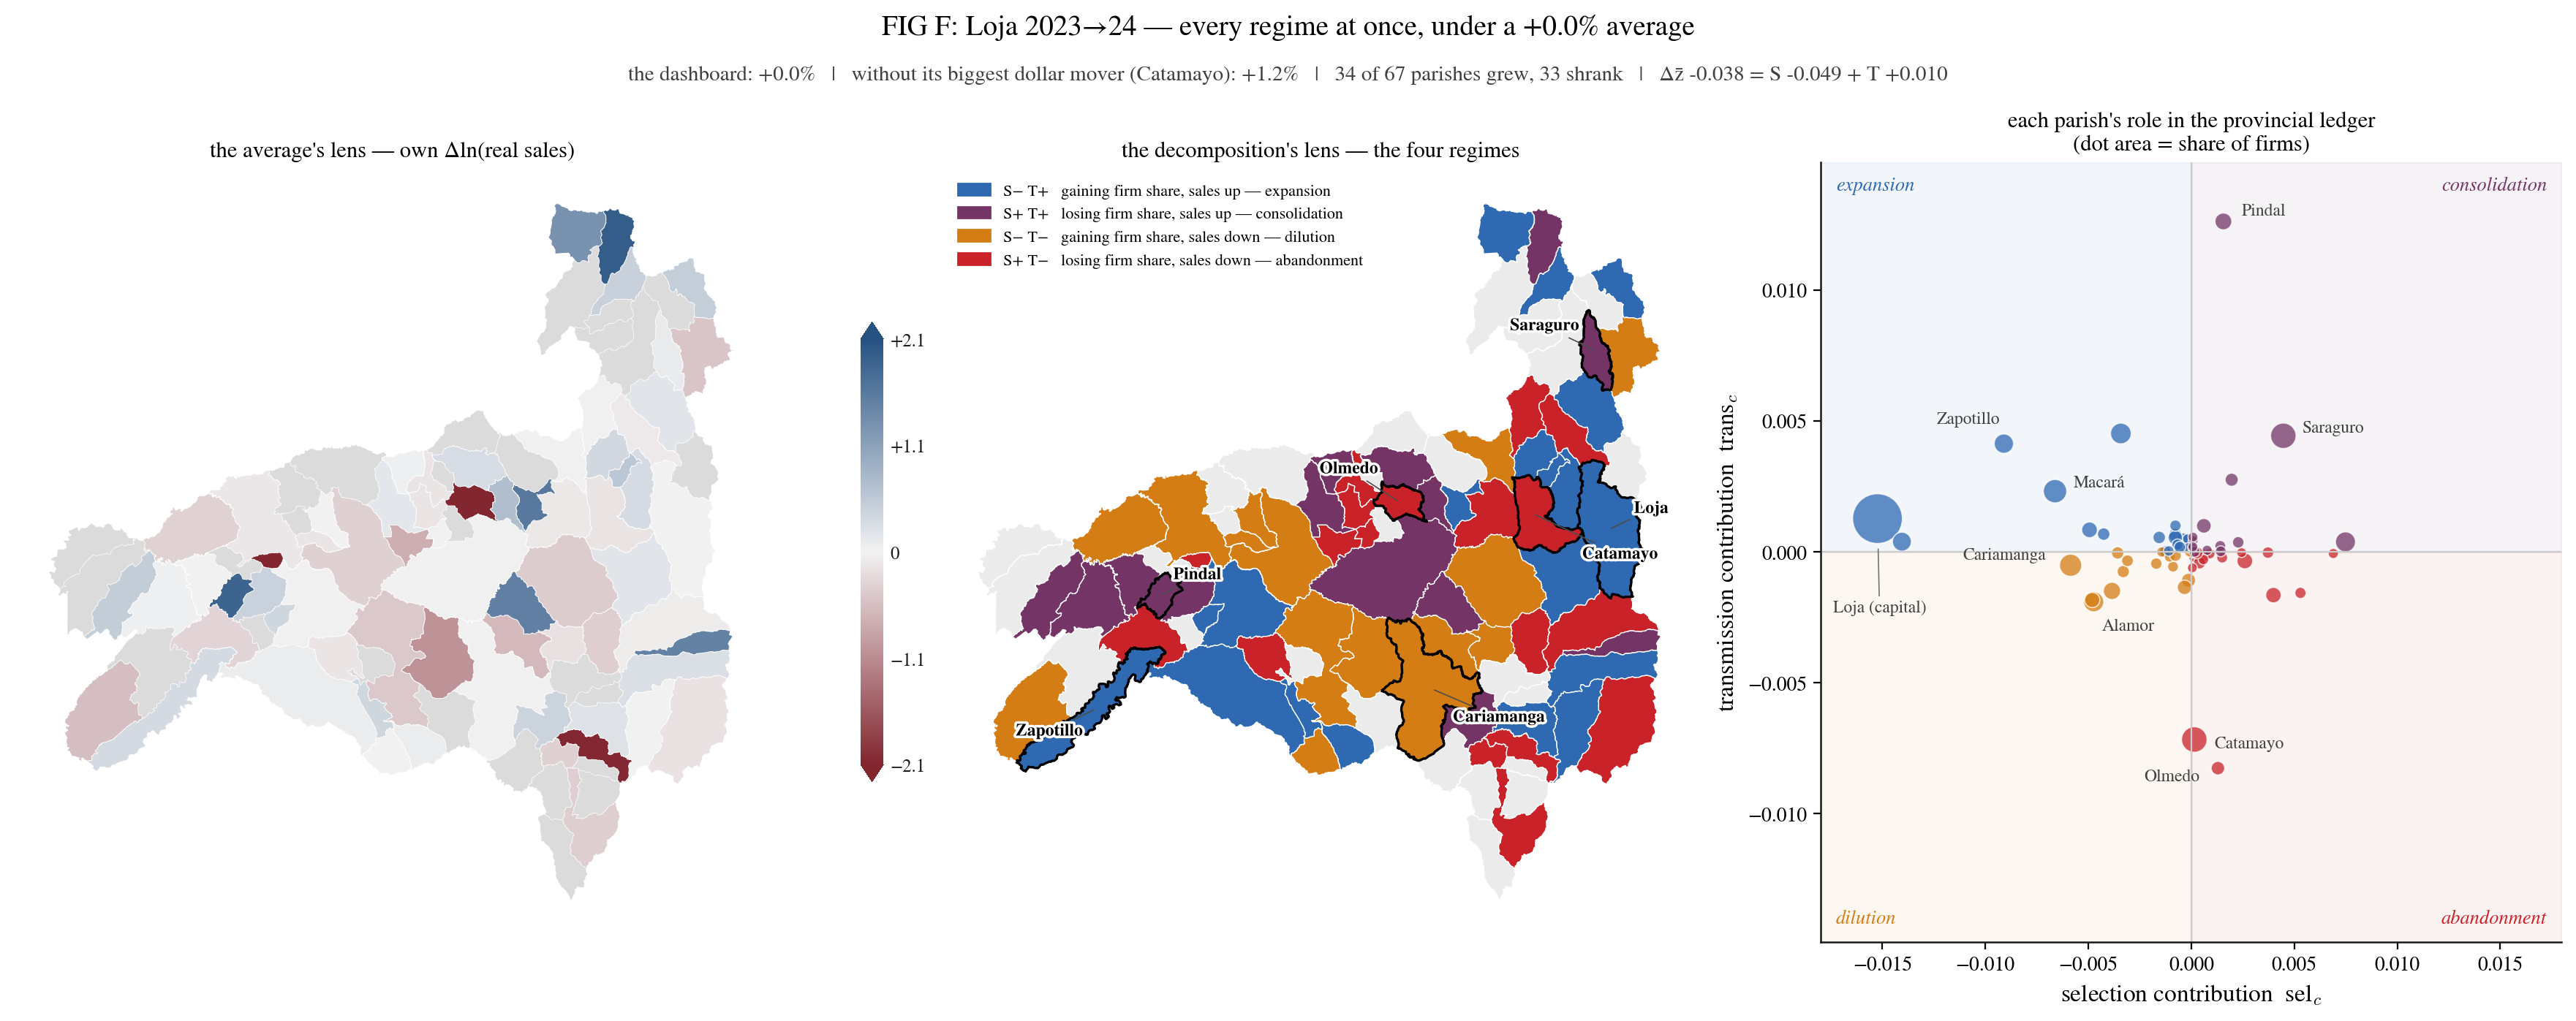 FIG F: Loja 2023→24 — every regime at once, under a +0.0% average
the dashboard: +0.0% | without its biggest dollar mover (Catamayo): +1.2% | 34 of 67 parishes grew, 33 shrank | Δz̄ -0.038 = S -0.049 + T +0.010
the average's lens — own Δln(real sales)
+2.1
+1.1
0
−1.1
−2.1
the decomposition's lens — the four regimes
S− T+ gaining firm share, sales up — expansion
S+ T+ losing firm share, sales up — consolidation
S− T− gaining firm share, sales down — dilution
S+ T− losing firm share, sales down — abandonment
Saraguro
Olmedo
Loja
Catamayo
Pindal
Zapotillo
Cariamanga
each parish's role in the provincial ledger
(dot area = share of firms)
expansion
consolidation
Pindal
Zapotillo
Saraguro
Macará
Cariamanga
Loja (capital)
Alamor
Catamayo
Olmedo
dilution
abandonment
0.010
0.005
0.000
−0.005
−0.010
transmission contribution trans_c
−0.015
−0.010
−0.005
0.000
0.005
0.010
0.015
selection contribution sel_c